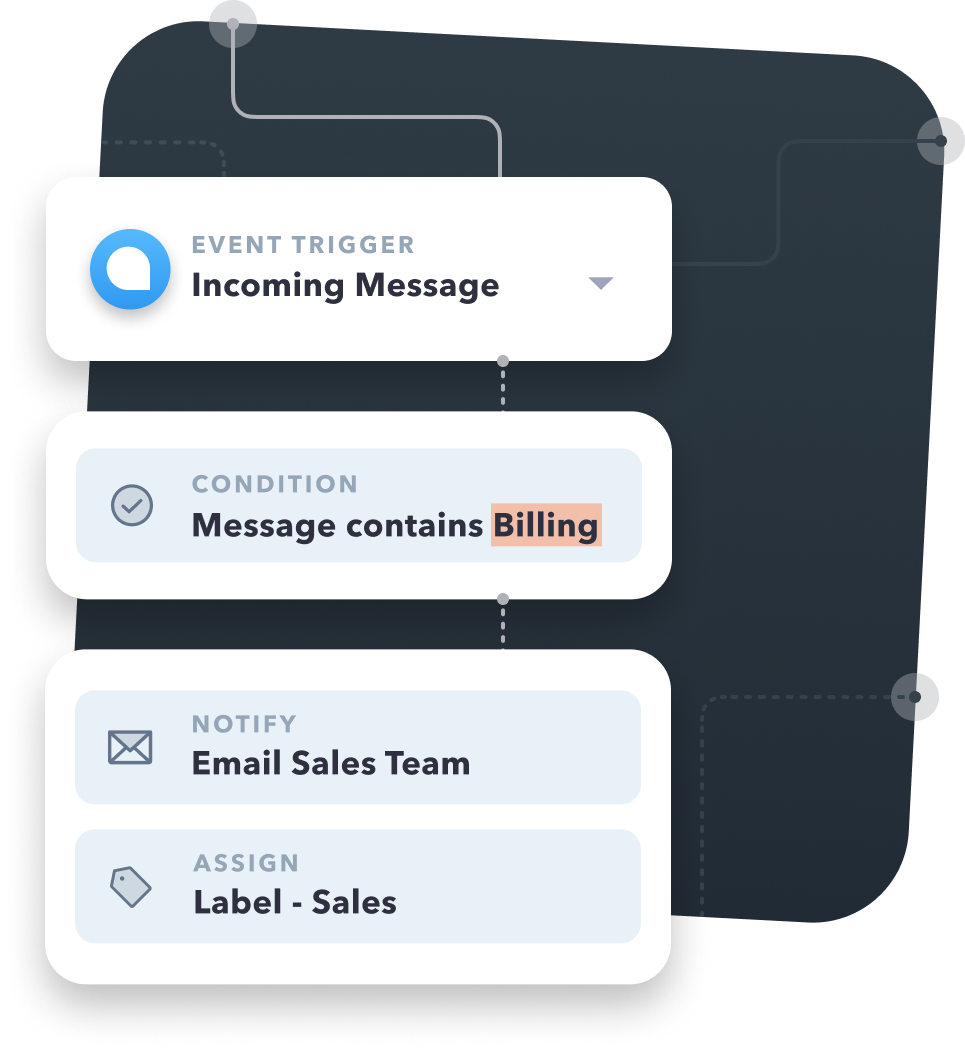 EVENT TRIGGER
Incoming Message
CONDITION
Message contains Billing
NOTIFY
Email Sales Team
ASSIGN
Label - Sales